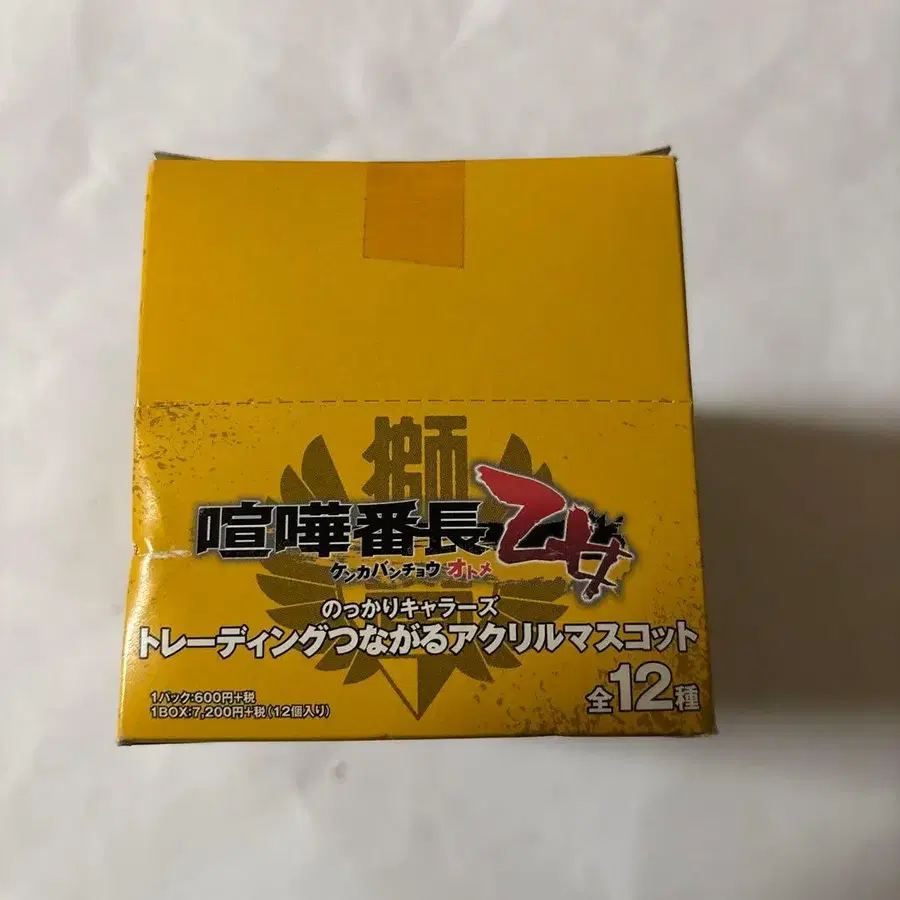 獅
喧嘩番長乙女
ケンカバンチョウ オトメ
のっかりキャラーズ
トレーディングつながるアクリルマスコット
全12種
1パック:600円+税
1BOX:7,200円+税(12個入り)